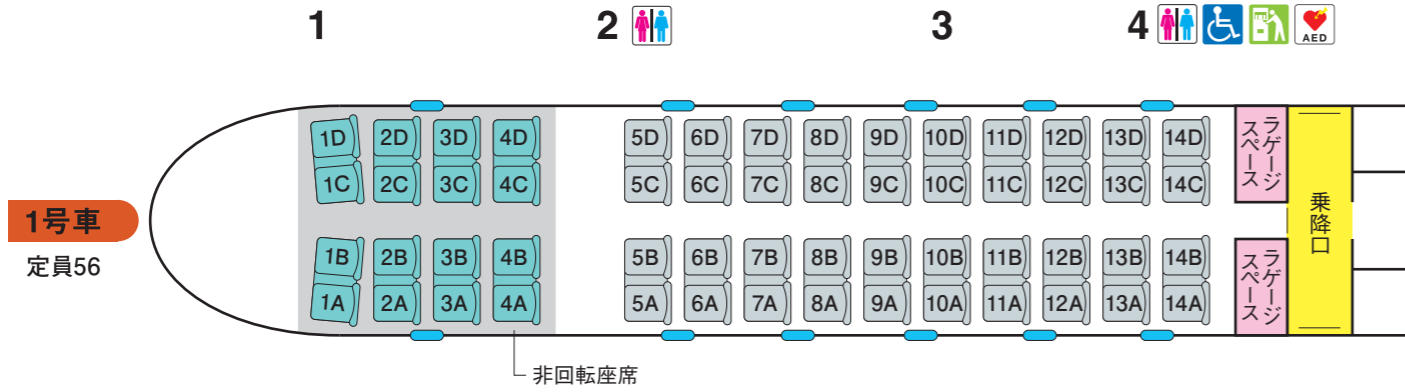 1 2 3 4
AED
1D 2D 3D 4D 5D 6D 7D 8D 9D 10D 11D 12D 13D 14D
1C 2C 3C 4C 5C 6C 7C 8C 9C 10C 11C 12C 13C 14C
ラゲージ
スペース
1号車
定員56
乗降口
1B 2B 3B 4B 5B 6B 7B 8B 9B 10B 11B 12B 13B 14B
1A 2A 3A 4A 5A 6A 7A 8A 9A 10A 11A 12A 13A 14A
ラゲージ
スペース
非回転座席